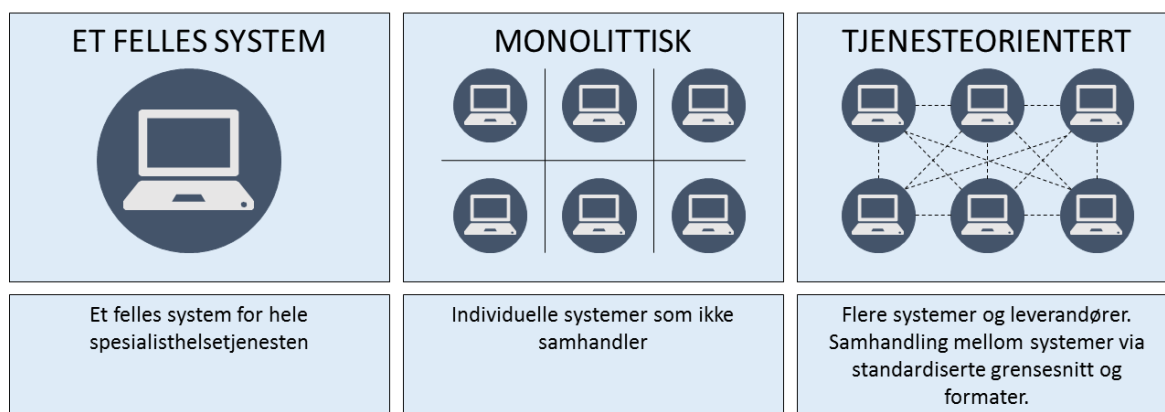 ET FELLES SYSTEM
MONOLITTISK
TJENESTEORIENTERT
Et felles system for hele
spesialisthelsetjenesten
Individuelle systemer som ikke
samhandler
Flere systemer og leverandører.
Samhandling mellom systemer via
standardiserte grensesnitt og
formater.